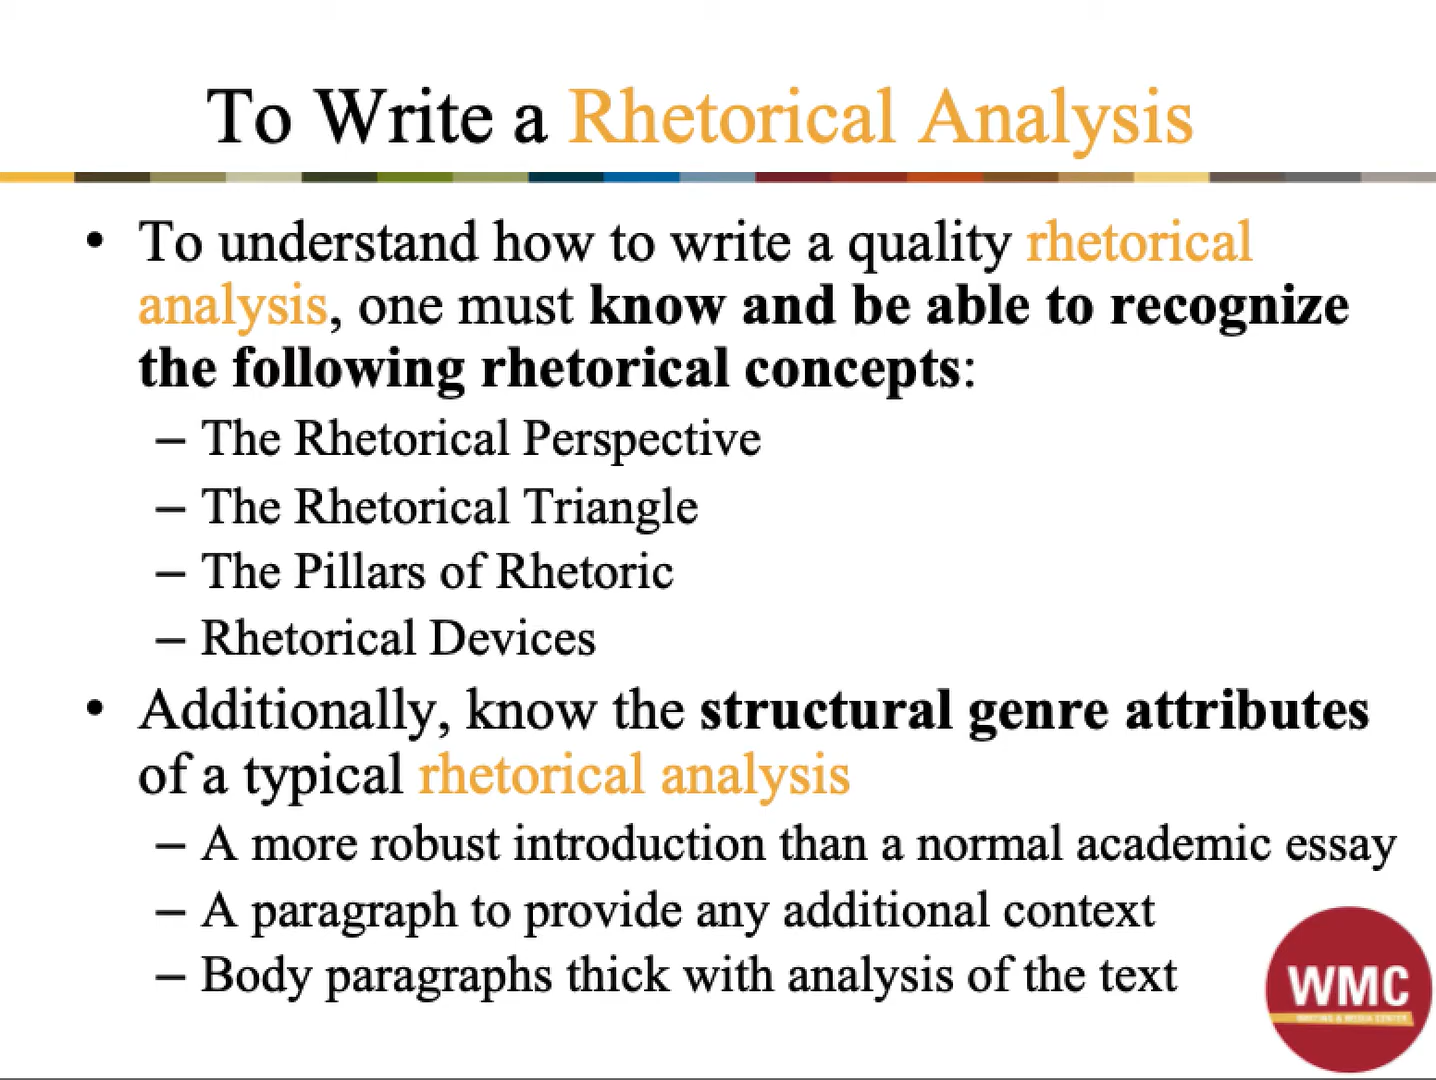 To Write a Rhetorical Analysis
• To understand how to write a quality rhetorical
analysis, one must know and be able to recognize
the following rhetorical concepts:
– The Rhetorical Perspective
– The Rhetorical Triangle
– The Pillars of Rhetoric
– Rhetorical Devices
• Additionally, know the structural genre attributes
of a typical rhetorical analysis
– A more robust introduction than a normal academic essay
– A paragraph to provide any additional context
– Body paragraphs thick with analysis of the text
WMC
WRITING & MEDIA CENTER